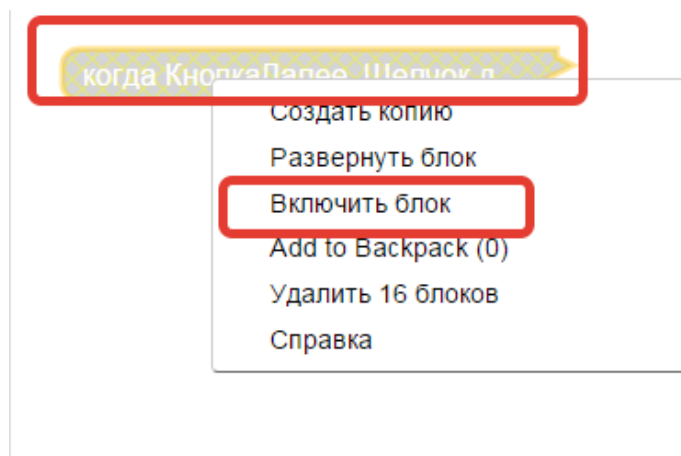 когда КнопкаДалее Щелчок д
Создать копию
Развернуть блок
Включить блок
Add to Backpack (0)
Удалить 16 блоков
Справка